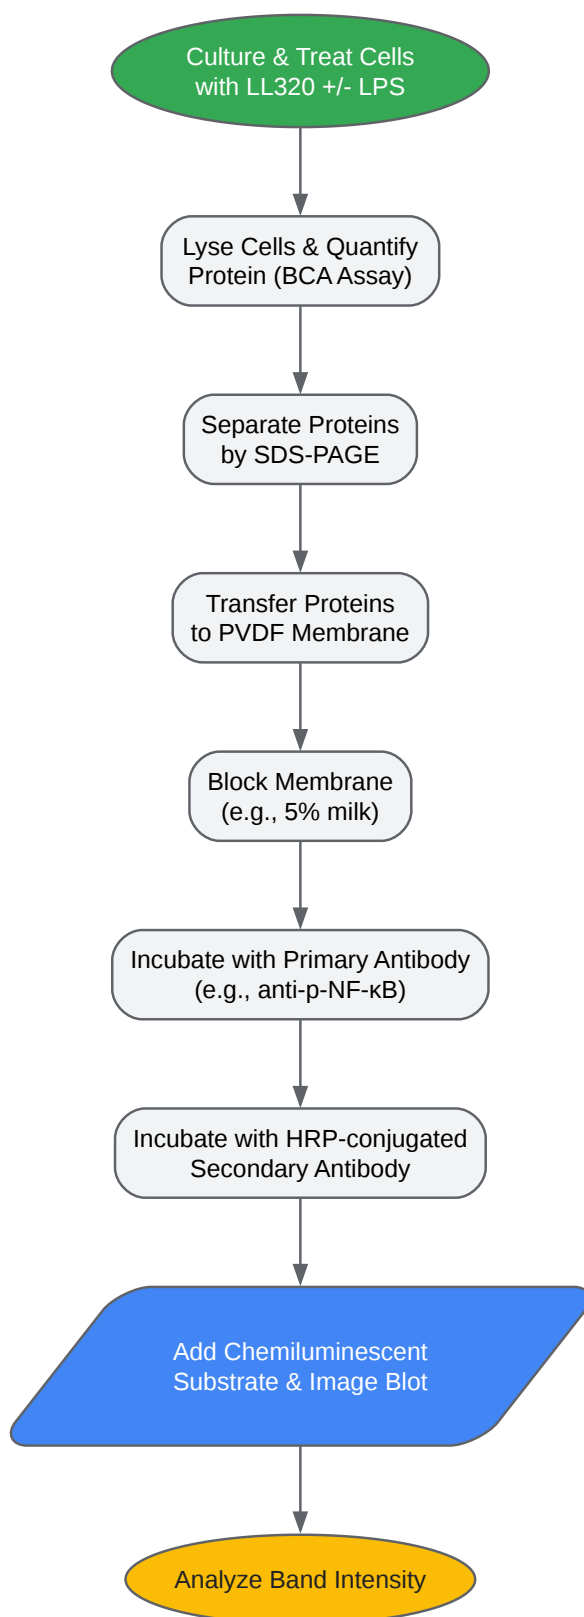 Culture & Treat Cells
with LL320 +/- LPS
Lyse Cells & Quantify
Protein (BCA Assay)
Separate Proteins
by SDS-PAGE
Transfer Proteins
to PVDF Membrane
Block Membrane
(e.g., 5% milk)
Incubate with Primary Antibody
(e.g., anti-p-NF-κB)
Incubate with HRP-conjugated
Secondary Antibody
Add Chemiluminescent
Substrate & Image Blot
Analyze Band Intensity